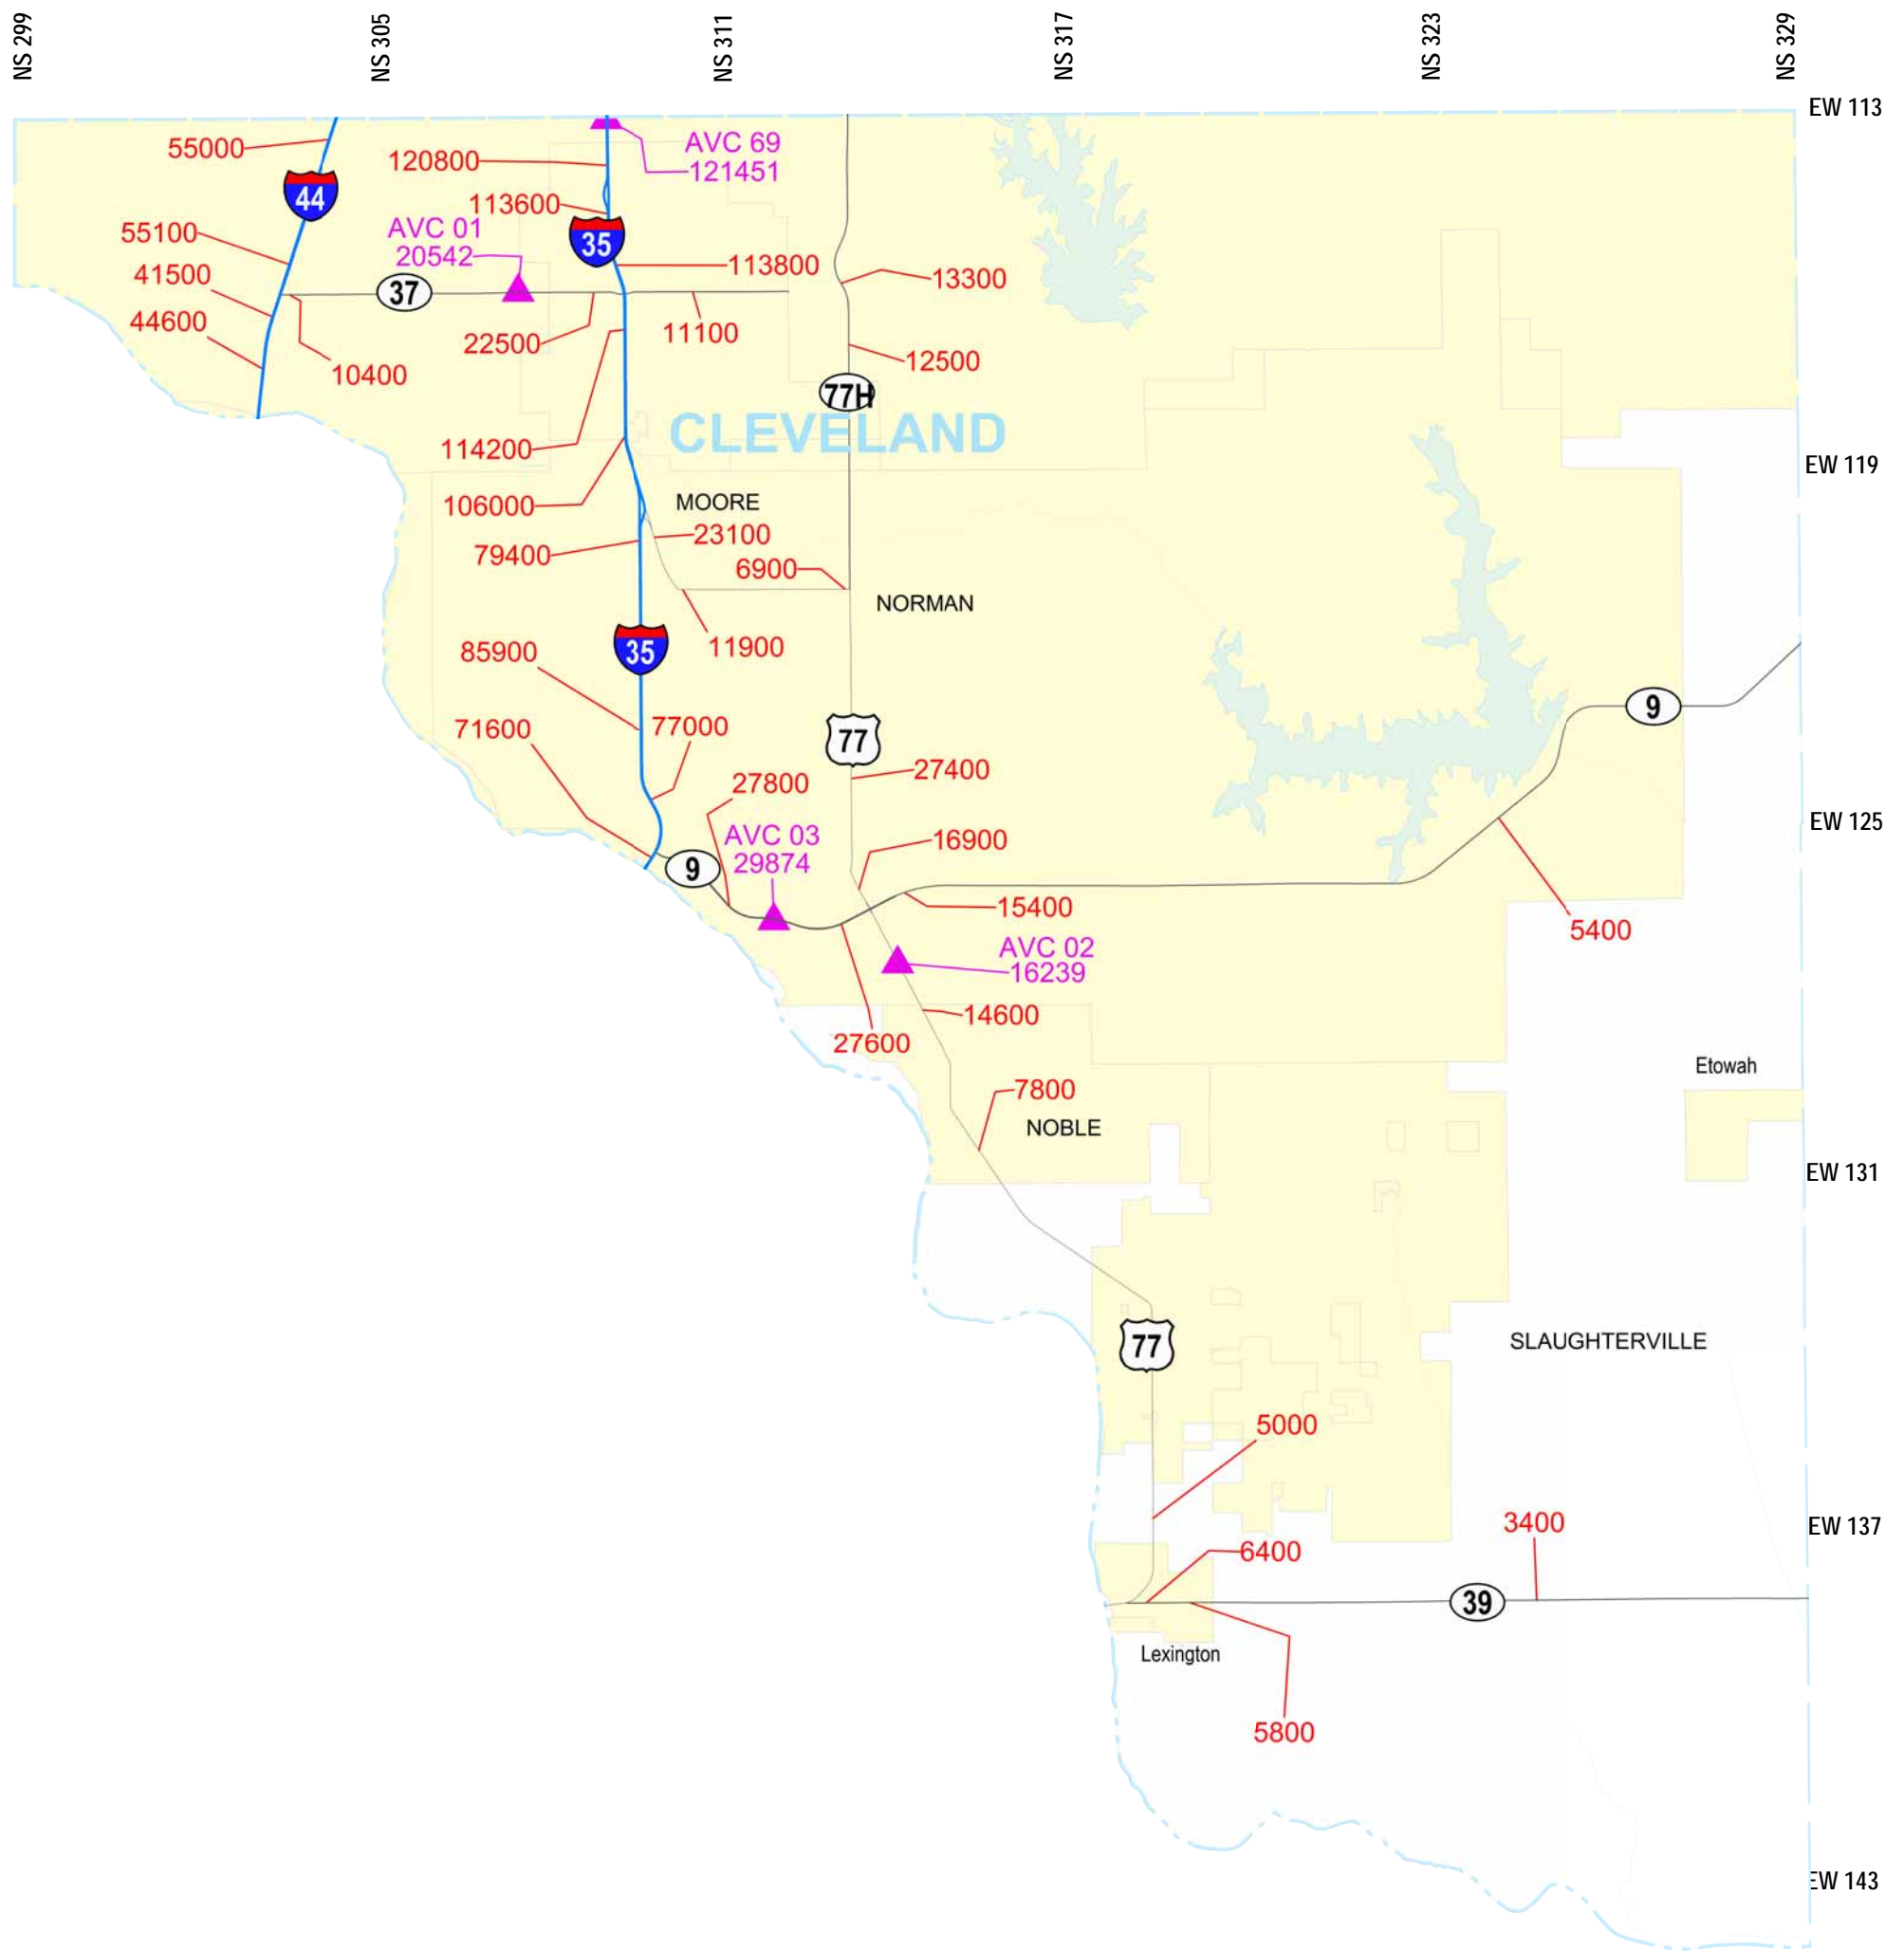 NS 299
NS 305
NS 311
NS 317
NS 323
NS 329
EW 113
55000
120800
AVC 69
121451
44
113600
55100
AVC 01
20542
35
113800
13300
41500
37
44600
22500
11100
10400
12500
77H
CLEVELAND
114200
EW 119
106000
MOORE
23100
79400
6900
NORMAN
11900
85900
35
9
71600
77000
77
27400
27800
EW 125
AVC 03
29874
16900
9
15400
5400
AVC 02
16239
14600
27600
Etowah
7800
NOBLE
EW 131
77
SLAUGHTERVILLE
5000
3400
EW 137
6400
39
Lexington
5800
EW 143